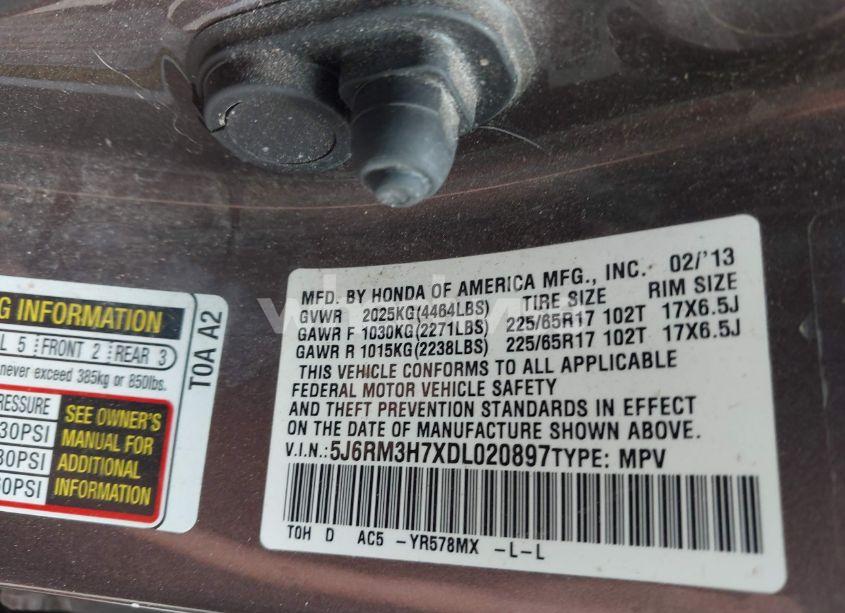 MFD. BY HONDA OF AMERICA MFG., INC. 02/'13
GVWR 2025KG(4464LBS) TIRE SIZE RIM SIZE
GAWR F 1030KG(2271LBS) 225/65R17 102T 17X6.5J
GAWR R 1015KG(2238LBS) 225/65R17 102T 17X6.5J
THIS VEHICLE CONFORMS TO ALL APPLICABLE
FEDERAL MOTOR VEHICLE SAFETY
AND THEFT PREVENTION STANDARDS IN EFFECT
ON THE DATE OF MANUFACTURE SHOWN ABOVE.
V.I.N.:5J6RM3H7XDL020897TYPE: MPV
TOH D AC5 -YR578MX -L-L
INFORMATION
5 FRONT 2 REAR 3
never exceed 385kg or 850lbs.
30PSI
SEE OWNER'S
MANUAL FOR
ADDITIONAL
INFORMATION
T0A A2